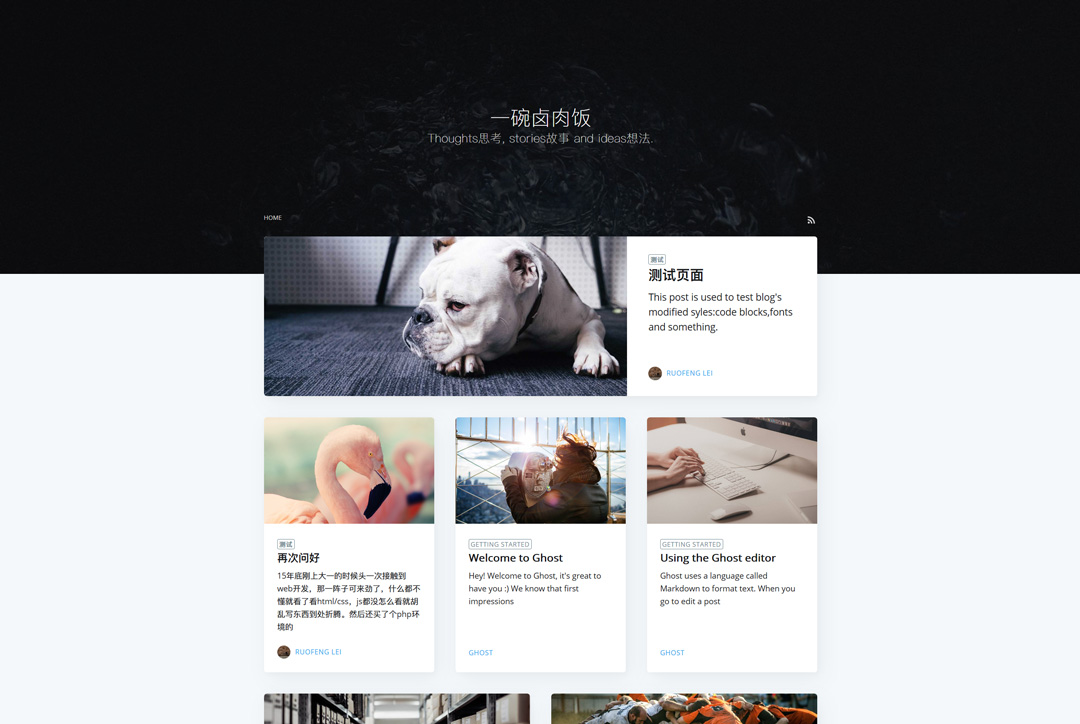 一碗卤肉饭
Thoughts思考, stories故事 and ideas想法.
HOME
测试
测试页面
This post is used to test blog's
modified syles:code blocks,fonts
and something.
RUOFENG LEI
测试
再次问好
15年底刚上大一的时候头一次接触到
web开发，那一阵子可来劲了，什么都不
懂就看了看html/css，js都没怎么看就胡
乱写东西到处折腾。然后还买了个php环
境的
RUOFENG LEI
GETTING STARTED
Welcome to Ghost
Hey! Welcome to Ghost, it's great to
have you :) We know that first
impressions
GHOST
GETTING STARTED
Using the Ghost editor
Ghost uses a language called
Markdown to format text. When you
go to edit a post
GHOST